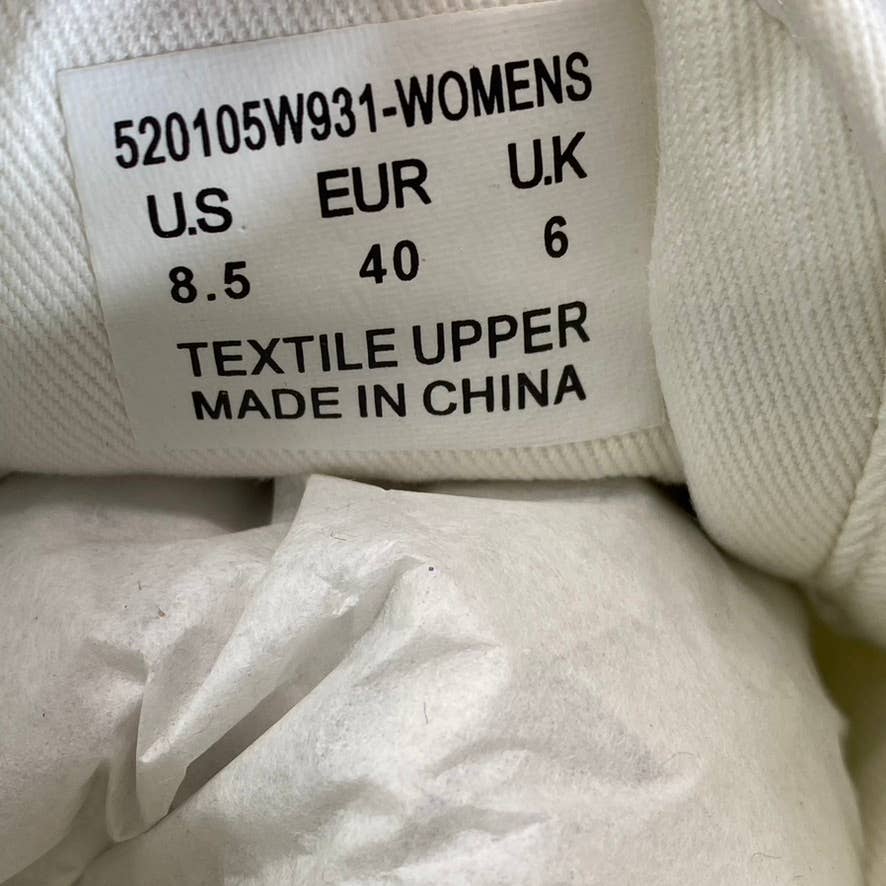 520105W931-WOMENS
U.S EUR U.K
8.5 40 6
TEXTILE UPPER
MADE IN CHINA